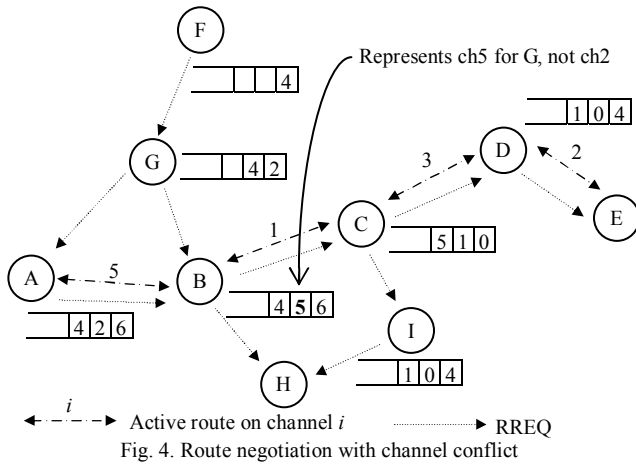 F
Represents ch5 for G, not ch2
4
1 0 4
G
4 2
3
D
2
C
E
1
5 1 0
A
5
B
4 5 6
I
4 2 6
H
1 0 4
i
Active route on channel i
RREQ
Fig. 4. Route negotiation with channel conflict